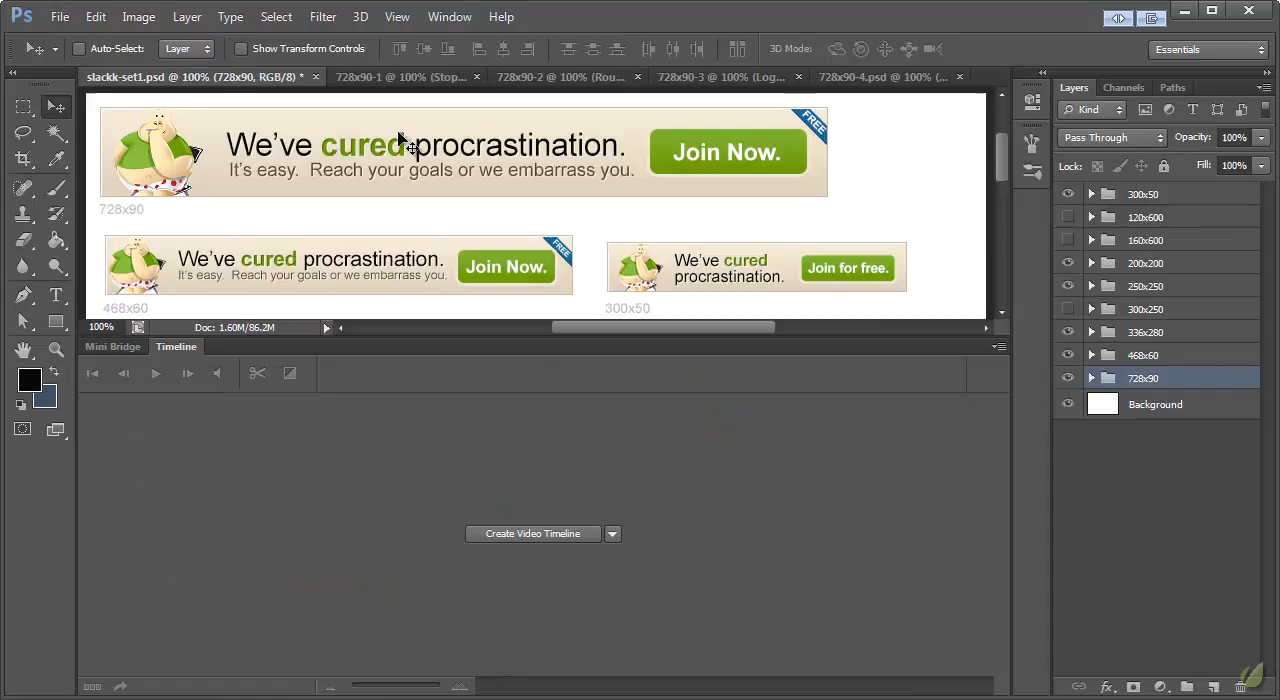 Ps File Edit Image Layer Type Select Filter 3D View Window Help
Auto-Select: Layer Show Transform Controls 3D Mode: Essentials
slackk-set1.psd @ 100% (728x90, RGB/8) * × 728x90-1 @ 100% (Stop... × 728x90-2 @ 100% (Rou... × 728x90-3 @ 100% (Log... × 728x90-4.psd @ 100% (... ×
Layers Channels Paths
Kind
Pass Through Opacity: 100%
Lock: Fill: 100%
We've cured procrastination.
It's easy. Reach your goals or we embarrass you.
Join Now.
FREE
728x90
We've cured procrastination.
It's easy. Reach your goals or we embarrass you.
Join Now.
FREE
468x60
We've cured
procrastination.
Join for free.
300x50
100% Doc: 1.60M/86.2M
Mini Bridge Timeline
Create Video Timeline
300x50
120x600
160x600
200x200
250x250
300x250
336x280
468x60
728x90
Background
fx